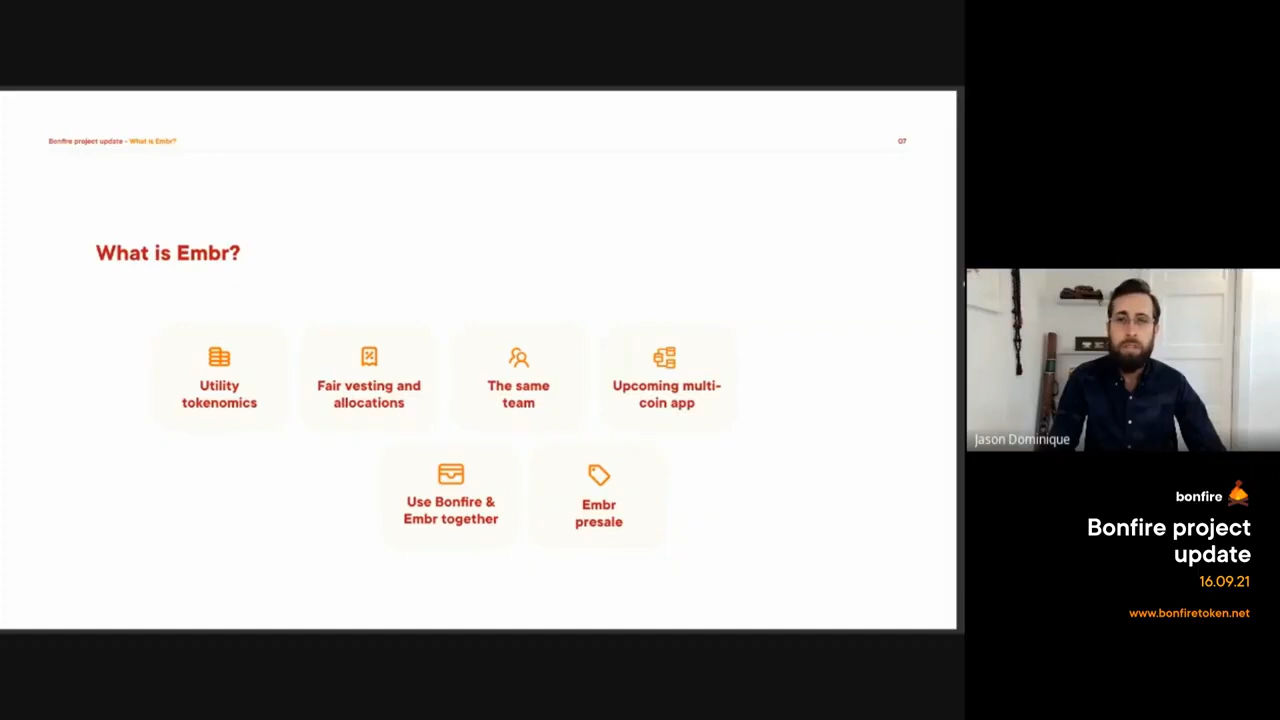 Bonfire project update - What is Embr?
07
What is Embr?
Utility
tokenomics
Fair vesting and
allocations
The same
team
Upcoming multi-
coin app
Use Bonfire &
Embr together
Embr
presale
Jason Dominique
bonfire
Bonfire project
update
16.09.21
www.bonfiretoken.net